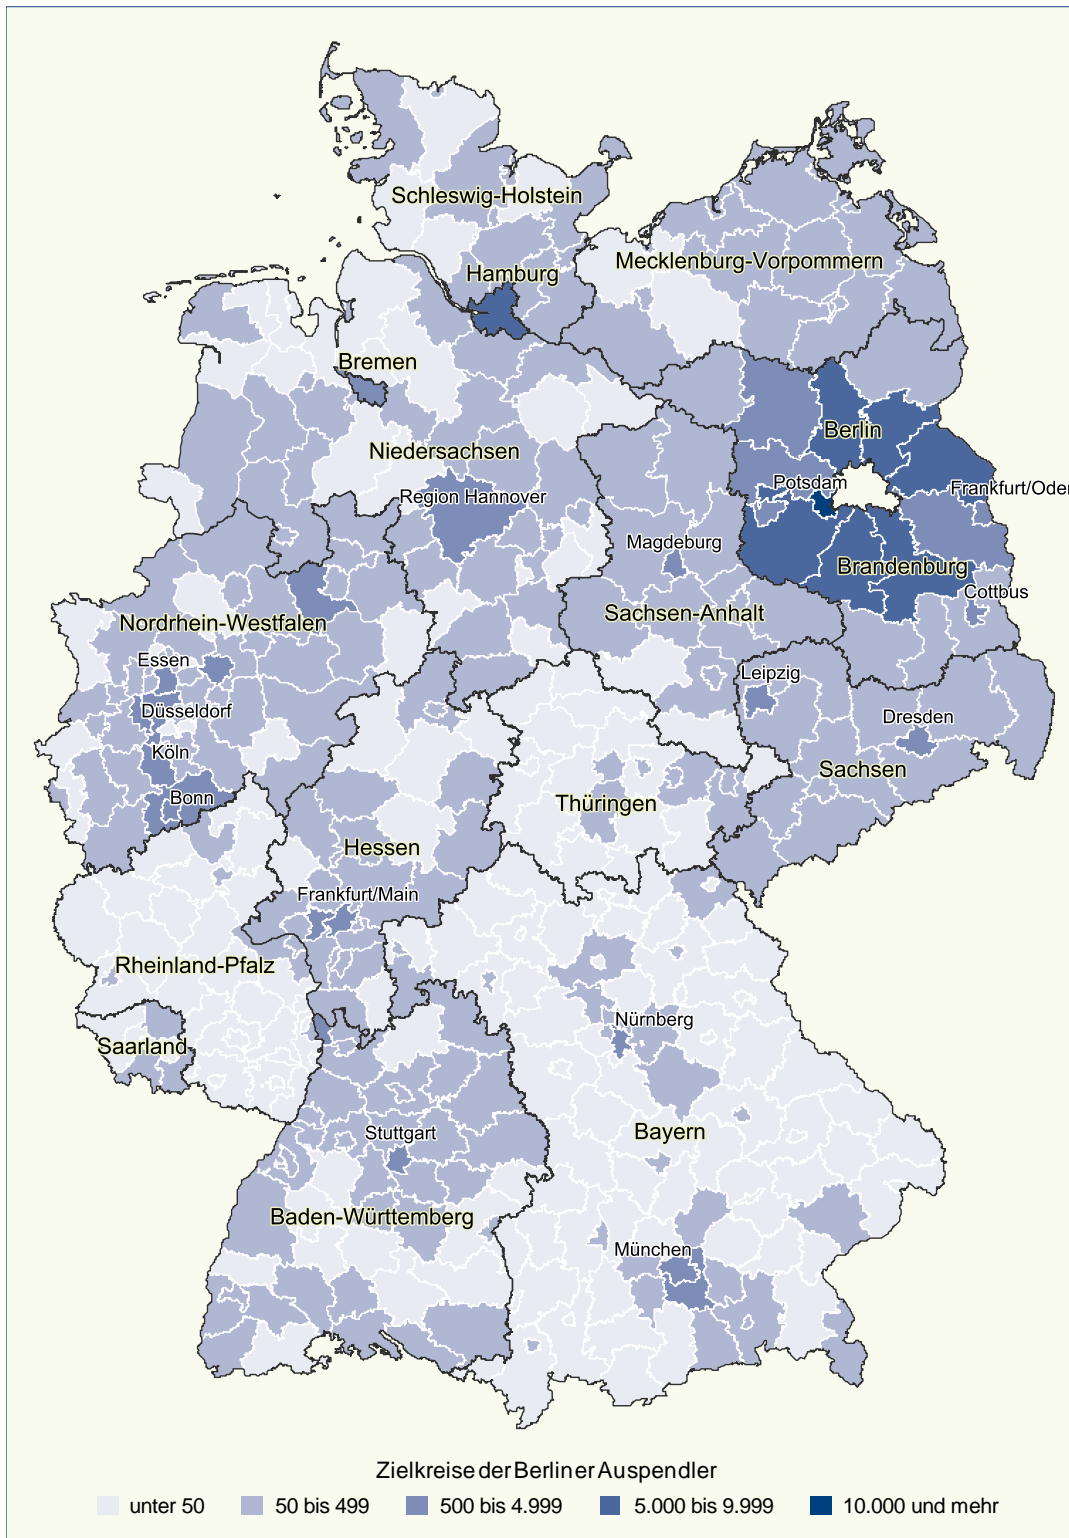 Schleswig-Holstein
Mecklenburg-Vorpommern
Hamburg
Bremen
Berlin
Niedersachsen
Potsdam
Frankfurt/Oder
Region Hannover
Magdeburg
Brandenburg
Cottbus
Sachsen-Anhalt
Nordrhein-Westfalen
Essen
Leipzig
Düsseldorf
Dresden
Köln
Sachsen
Bonn
Thüringen
Hessen
Frankfurt/Main
Rheinland-Pfalz
Nürnberg
Saarland
Stuttgart
Bayern
Baden-Württemberg
München
Zielkreise der Berliner Auspendler
unter 50 50 bis 499 500 bis 4.999 5.000 bis 9.999 10.000 und mehr